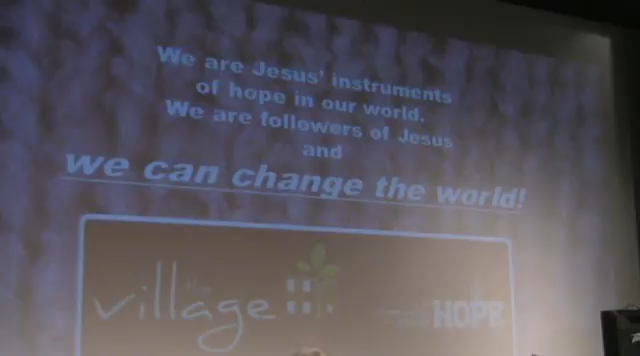 We are Jesus' instruments
of hope in our world.
We are followers of Jesus
and
we can change the world!
the
village
HOPE